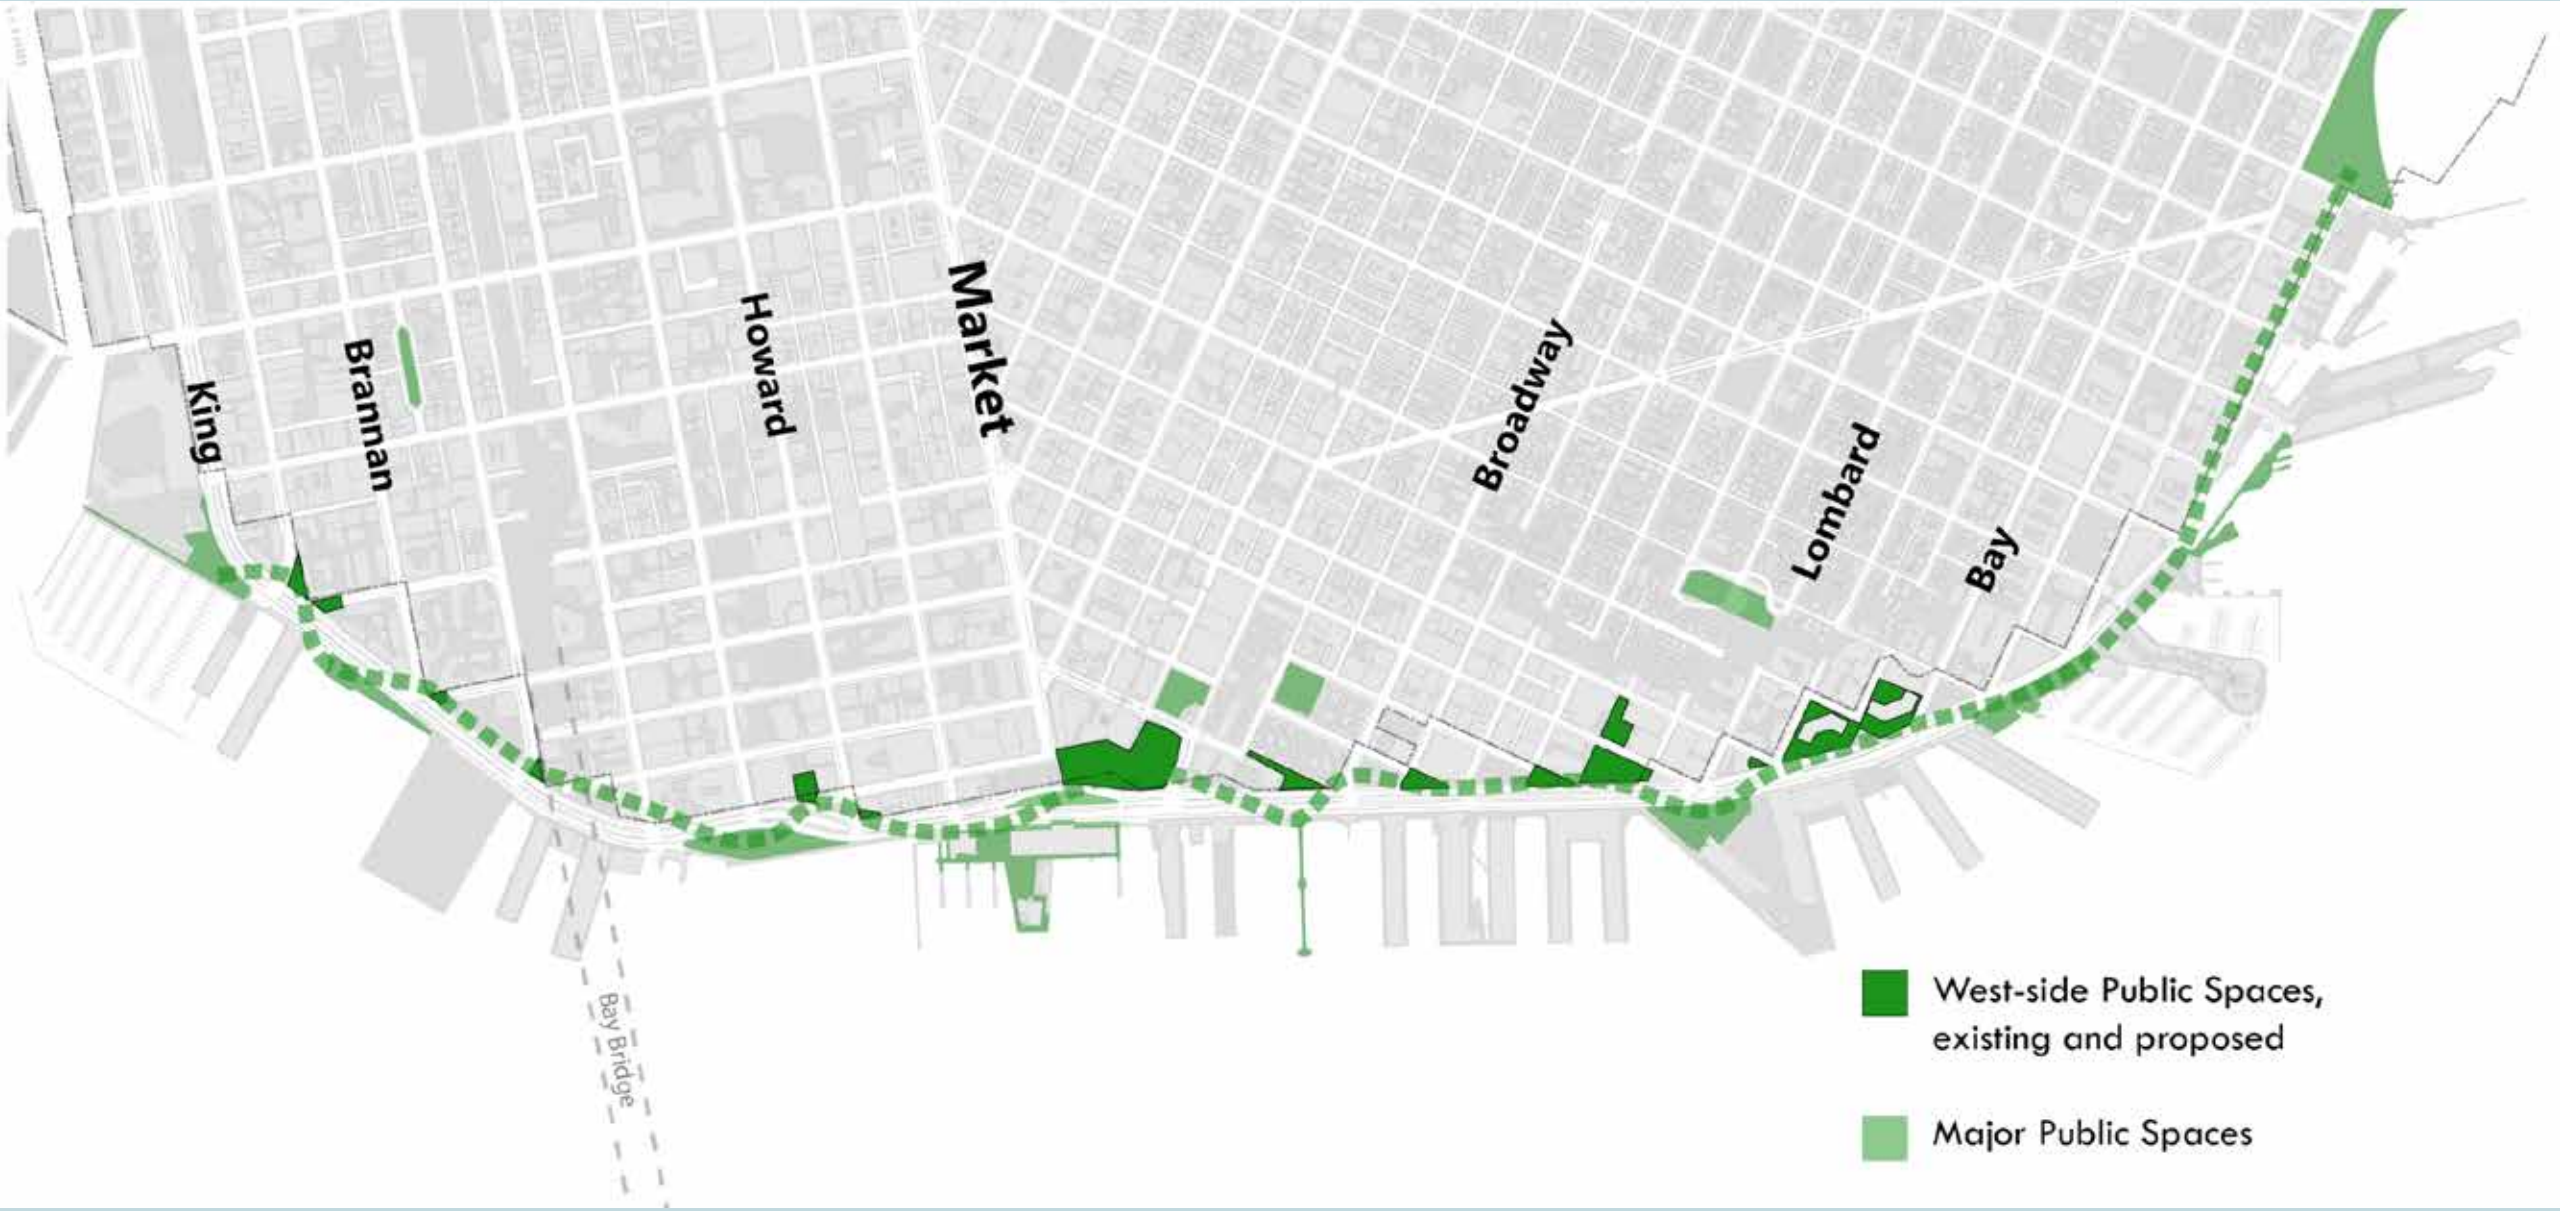 King
Brannan
Howard
Market
Broadway
Lombard
Bay
Bay Bridge
West-side Public Spaces,
existing and proposed
Major Public Spaces